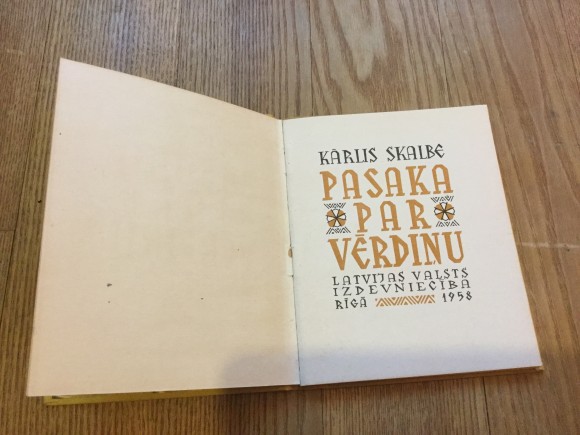 KĀRLIS SKALBE
PASAKA
PAR
VĒRDIŅU
LATVIJAS VALSTS
IZDEVNIECĪBA
RĪGĀ 1958